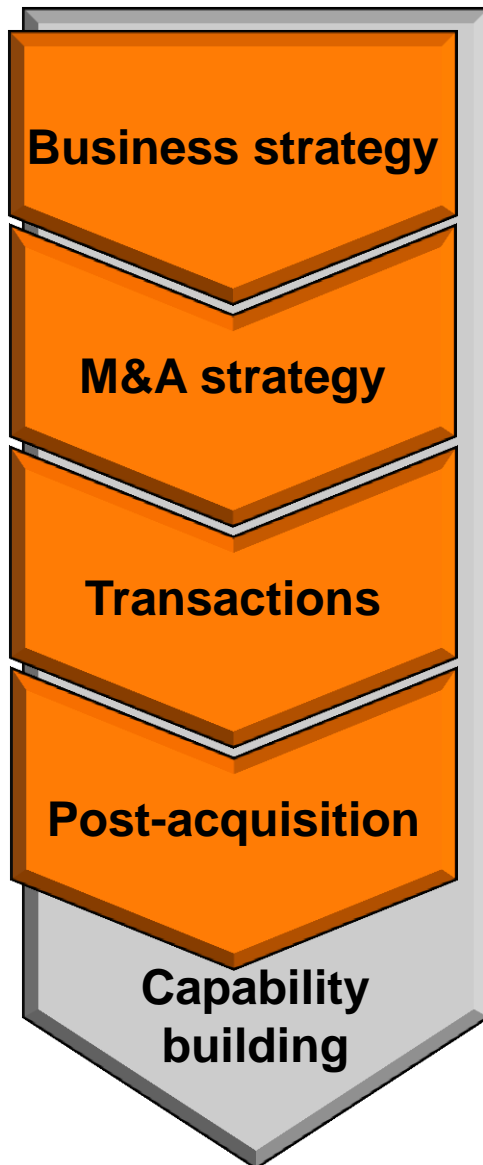 Business strategy
M&A strategy
Transactions
Post-acquisition
Capability
building